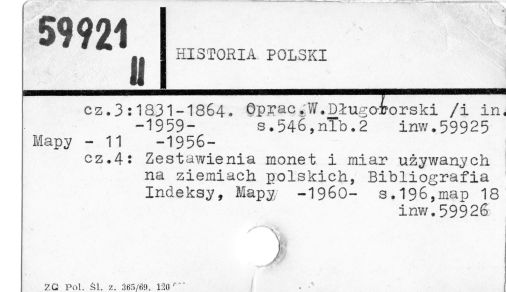 59921
II
HISTORIA POLSKI
cz.3:1831-1864. Oprac.W.Długoborski /i in.
-1959- s.546,nlb.2 inw.59925
Mapy - 11 -1956-
cz.4: Zestawienia monet i miar używanych
na ziemiach polskich, Bibliografia
Indeksy, Mapy -1960- s.196,map 18
inw.59926
ZG Pol. Śl. z. 365/69, 120